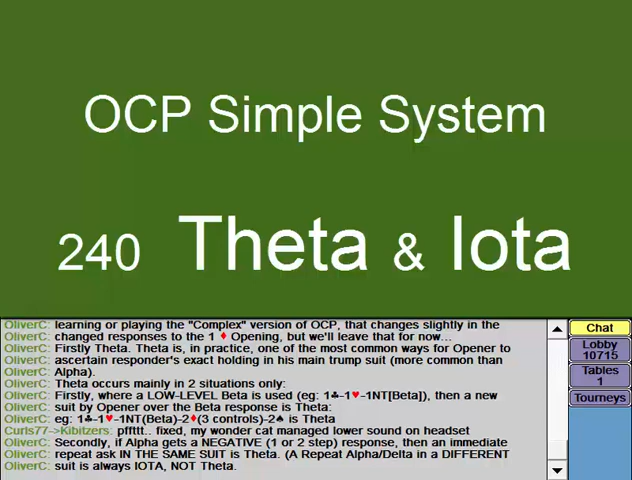 OCP Simple System
240 Theta & Iota
OliverC: learning or playing the "Complex" version of OCP, that changes slightly in the
OliverC: changed responses to the 1 ♦ Opening, but we'll leave that for now...
OliverC: Firstly Theta. Theta is, in practice, one of the most common ways for Opener to
OliverC: ascertain responder's exact holding in his main trump suit (more common than
OliverC: Alpha).
OliverC: Theta occurs mainly in 2 situations only:
OliverC: Firstly, where a LOW-LEVEL Beta is used (eg: 1♣-1♥-1NT[Beta]), then a new
OliverC: suit by Opener over the Beta response is Theta:
OliverC: eg: 1♣-1♥-1NT(Beta)-2♦(3 controls)-2♠ is Theta
Curls77->Kibitzers: pffttt.. fixed, my wonder cat managed lower sound on headset
OliverC: Secondly, if Alpha gets a NEGATIVE (1 or 2 step) response, then an immediate
OliverC: repeat ask IN THE SAME SUIT is Theta. (A Repeat Alpha/Delta in a DIFFERENT
OliverC: suit is always IOTA, NOT Theta.
Chat
Lobby
10715
Tables
1
Tourneys